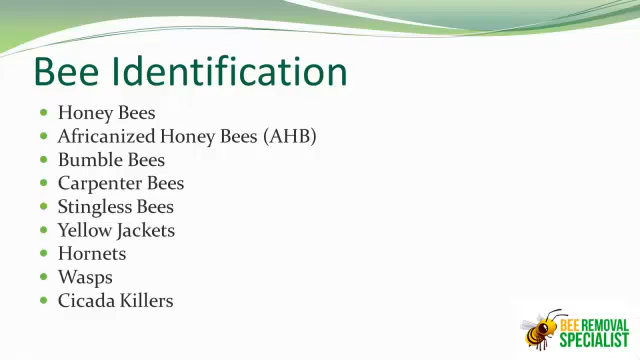 Bee Identification
Honey Bees
Africanized Honey Bees (AHB)
Bumble Bees
Carpenter Bees
Stingless Bees
Yellow Jackets
Hornets
Wasps
Cicada Killers
BEE REMOVAL
SPECIALIST